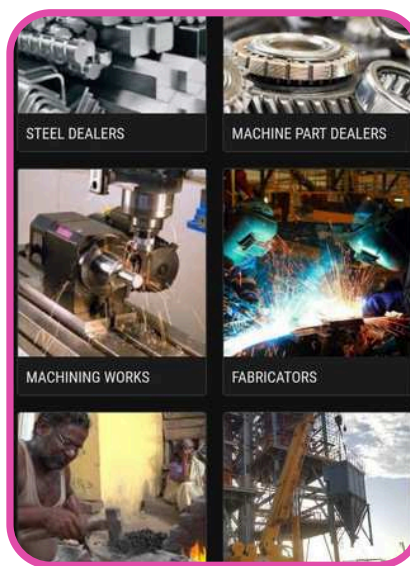 STEEL DEALERS
MACHINE PART DEALERS
MACHINING WORKS
FABRICATORS